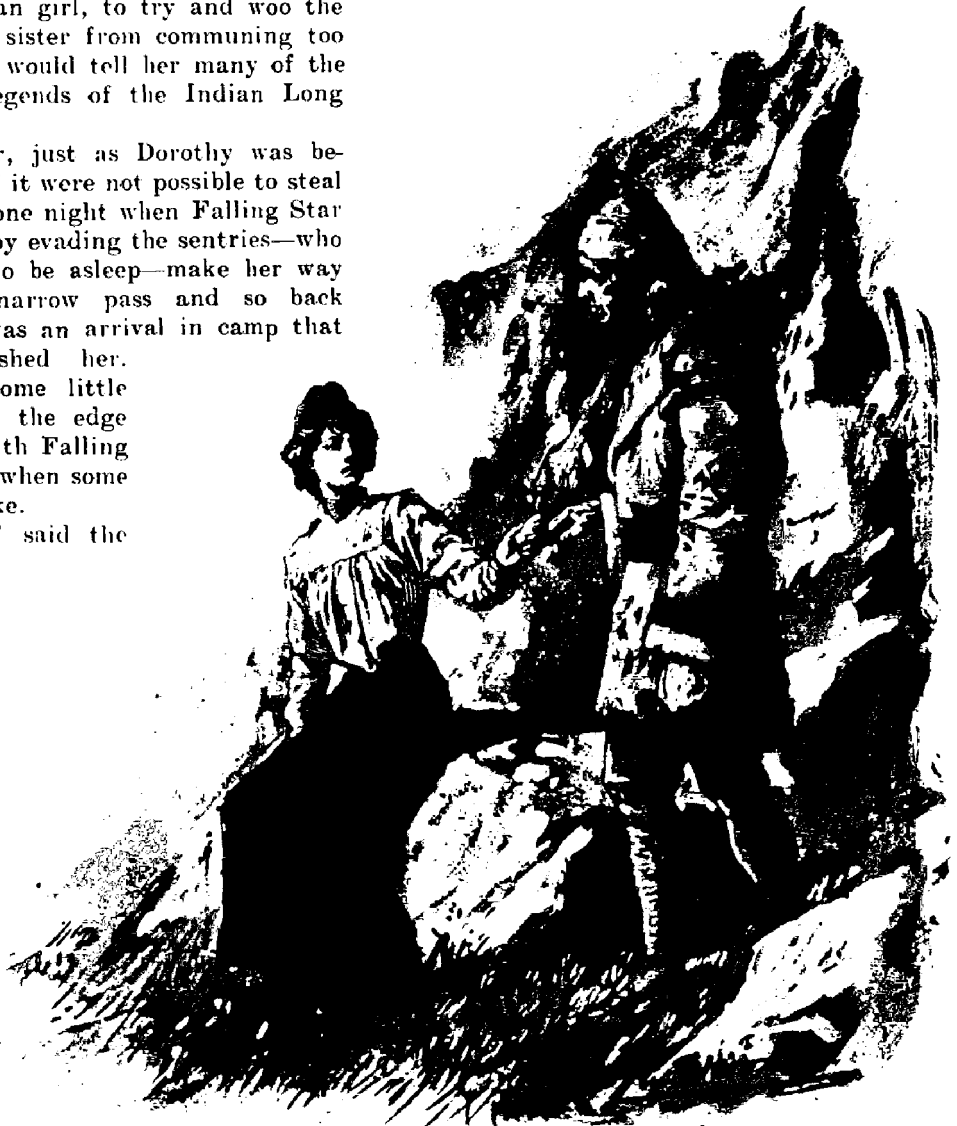 an girl, to try and woo the
sister from communing too
would tell her many of the
egends of the Indian Long
r, just as Dorothy was be-
it were not possible to steal
one night when Falling Star
by evading the sentries—who
o be asleep—make her way
narrow pass and so back
as an arrival in camp that
shed her.
ome little
the edge
th Falling
when some
ke.
said the